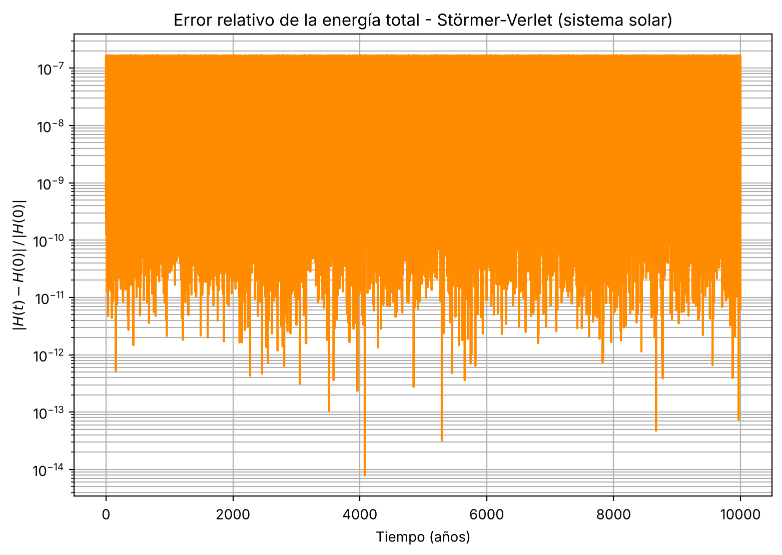 Error relativo de la energía total - Störmer-Verlet (sistema solar)
|H(t) − H(0)| / |H(0)|
10⁻⁷
10⁻⁸
10⁻⁹
10⁻¹⁰
10⁻¹¹
10⁻¹²
10⁻¹³
10⁻¹⁴
0 2000 4000 6000 8000 10000
Tiempo (años)